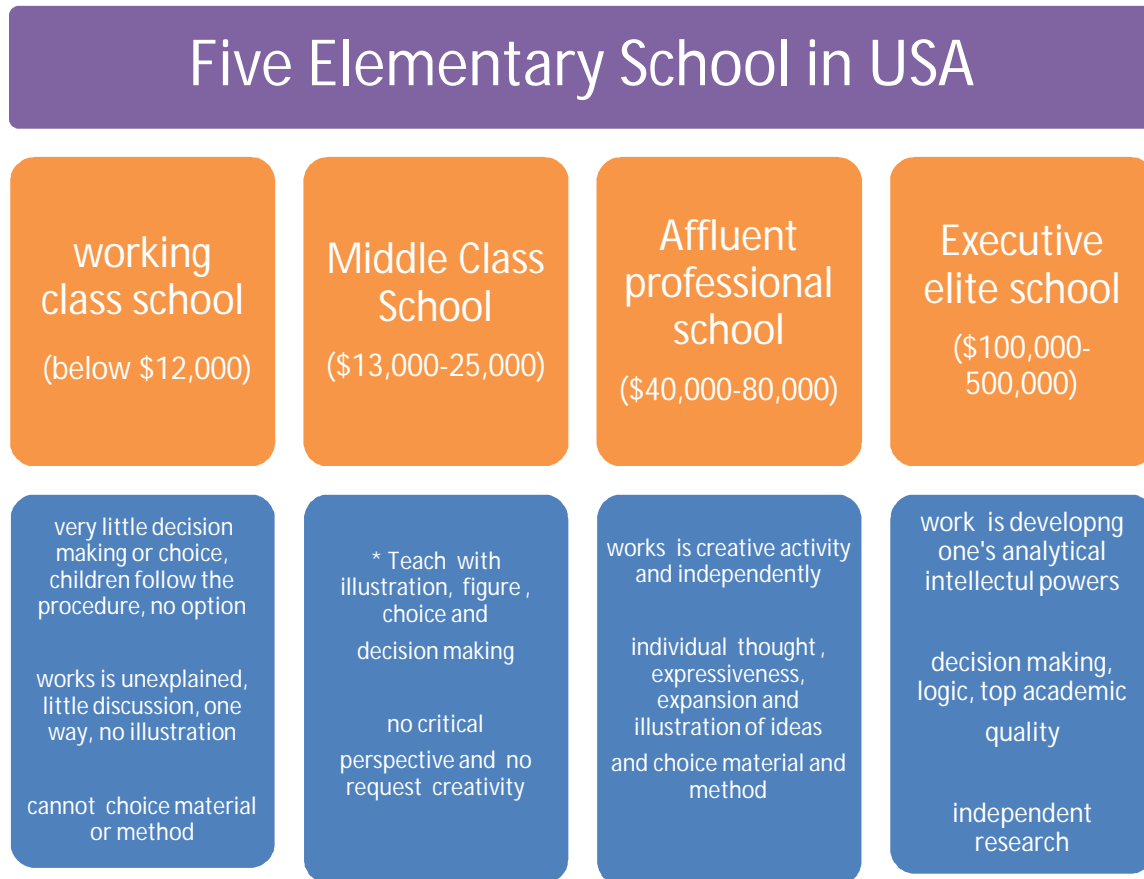 Five Elementary School in USA
working
class school
(below $12,000)
Middle Class
School
($13,000-25,000)
Affluent
professional
school
($40,000-80,000)
Executive
elite school
($100,000-
500,000)
very little decision
making or choice,
children follow the
procedure, no option
works is unexplained,
little discussion, one
way, no illustration
cannot choice material
or method
* Teach with
illustration, figure ,
choice and
decision making
no critical
perspective and no
request creativity
works is creative activity
and independently
individual thought ,
expressiveness,
expansion and
illustration of ideas
and choice material and
method
work is developng
one's analytical
intellectul powers
decision making,
logic, top academic
quality
independent
research